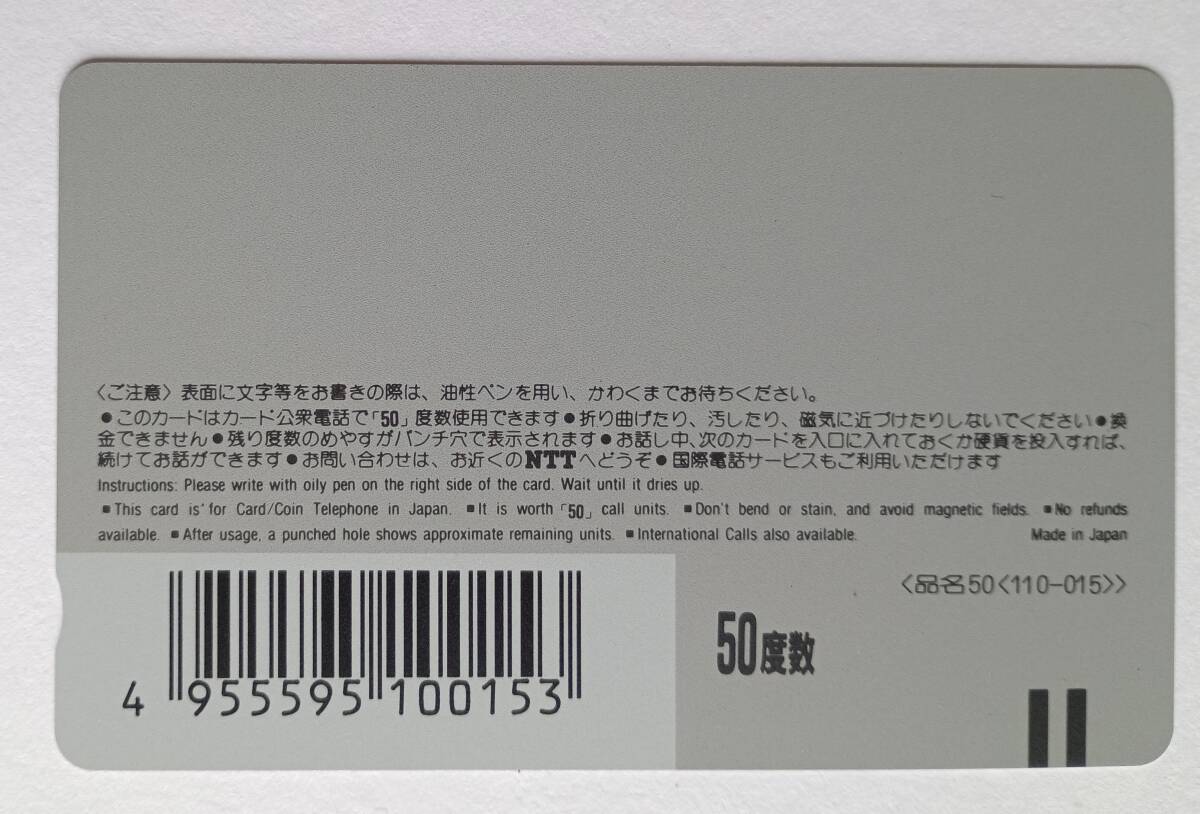 〈ご注意〉表面に文字等をお書きの際は、油性ペンを用い、かわくまでお待ちください。
●このカードはカード公衆電話で「50」度数使用できます●折り曲げたり、汚したり、磁気に近づけたりしないでください●換
金できません●残り度数のめやすがパンチ穴で表示されます●お話し中、次のカードを入口に入れておくか硬貨を投入すれば、
続けてお話ができます●お問い合わせは、お近くのNTTへどうぞ●国際電話サービスもご利用いただけます
Instructions: Please write with oily pen on the right side of the card. Wait until it dries up.
■This card is for Card/Coin Telephone in Japan. ■It is worth「50」call units. ■Don't bend or stain, and avoid magnetic fields. ■No refunds
available. ■After usage, a punched hole shows approximate remaining units. ■International Calls also available. Made in Japan
〈品名50〈110-015〉〉
50度数
4 955595 100153